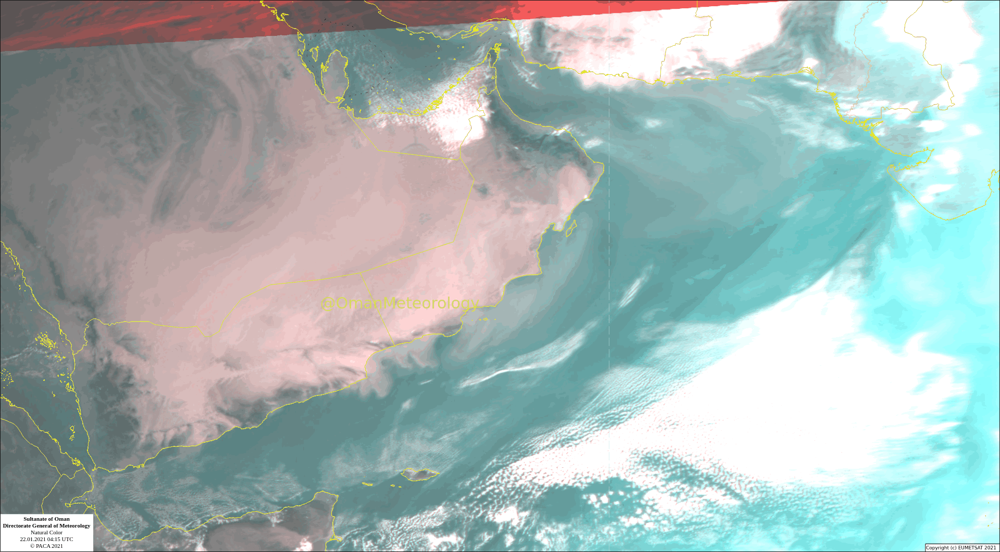 @OmanMeteorology
Sultanate of Oman
Directorate General of Meteorology
Natural Color
22.01.2021 04:15 UTC
© PACA 2021
Copyright (c) EUMETSAT 2021